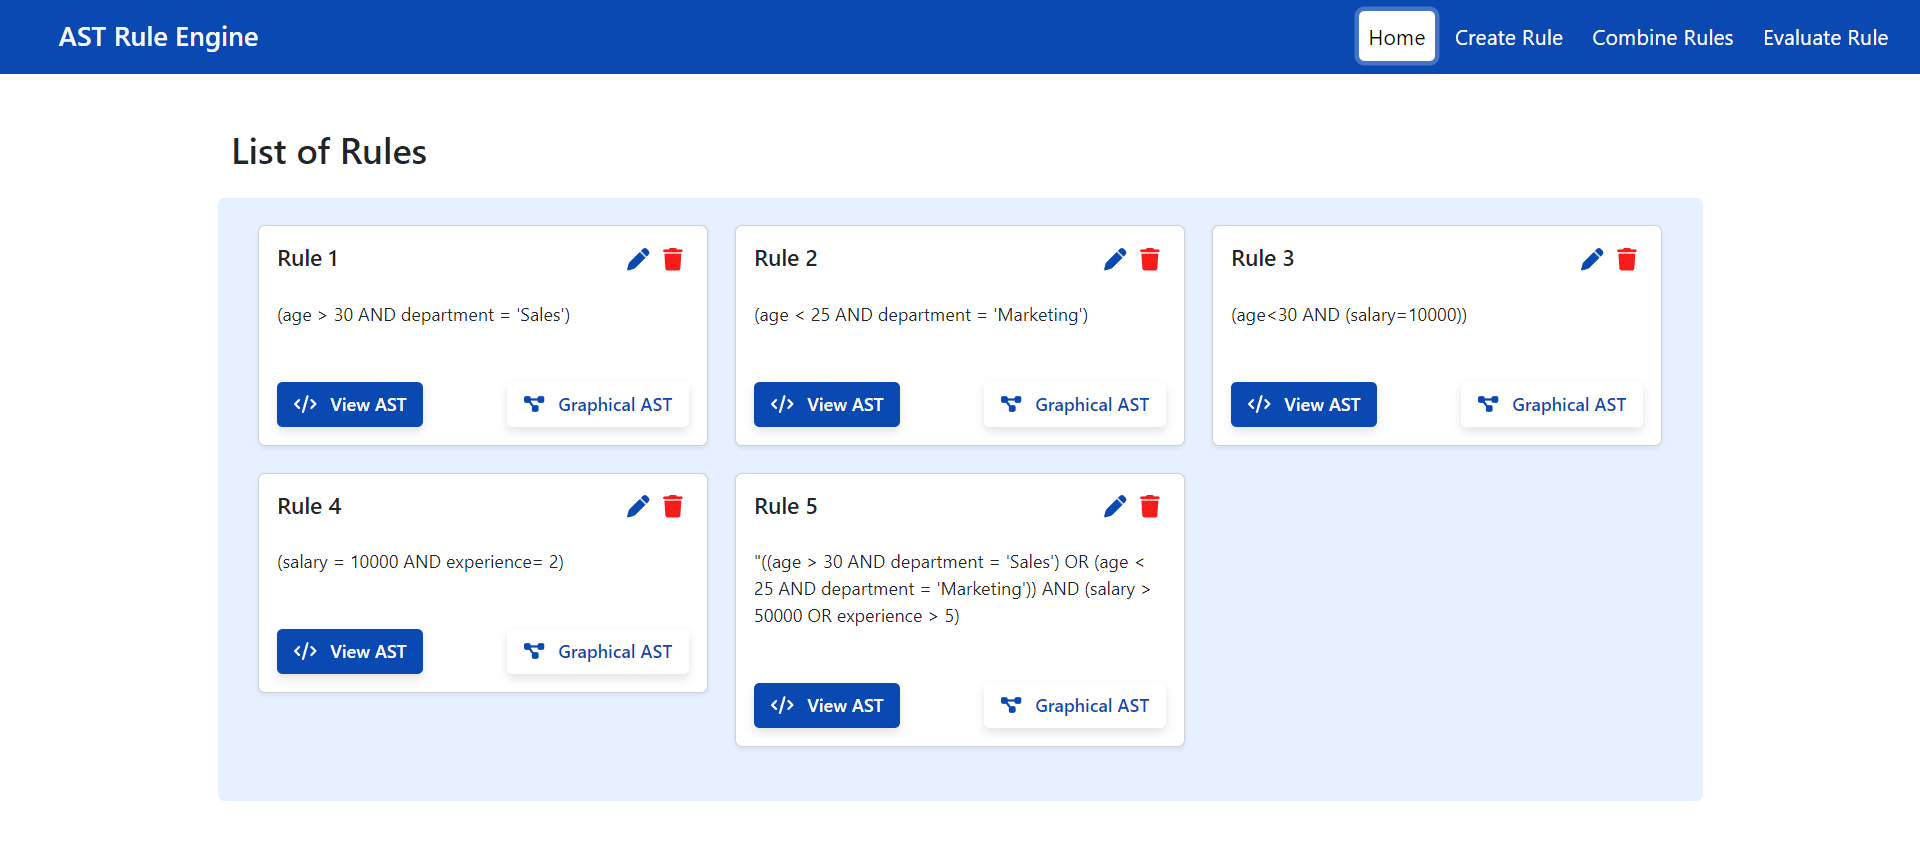 AST Rule Engine
Home
Create Rule
Combine Rules
Evaluate Rule
List of Rules
Rule 1
(age > 30 AND department = 'Sales')
View AST
Graphical AST
Rule 2
(age < 25 AND department = 'Marketing')
View AST
Graphical AST
Rule 3
(age<30 AND (salary=10000))
View AST
Graphical AST
Rule 4
(salary = 10000 AND experience= 2)
View AST
Graphical AST
Rule 5
"((age > 30 AND department = 'Sales') OR (age <
25 AND department = 'Marketing')) AND (salary >
50000 OR experience > 5)
View AST
Graphical AST